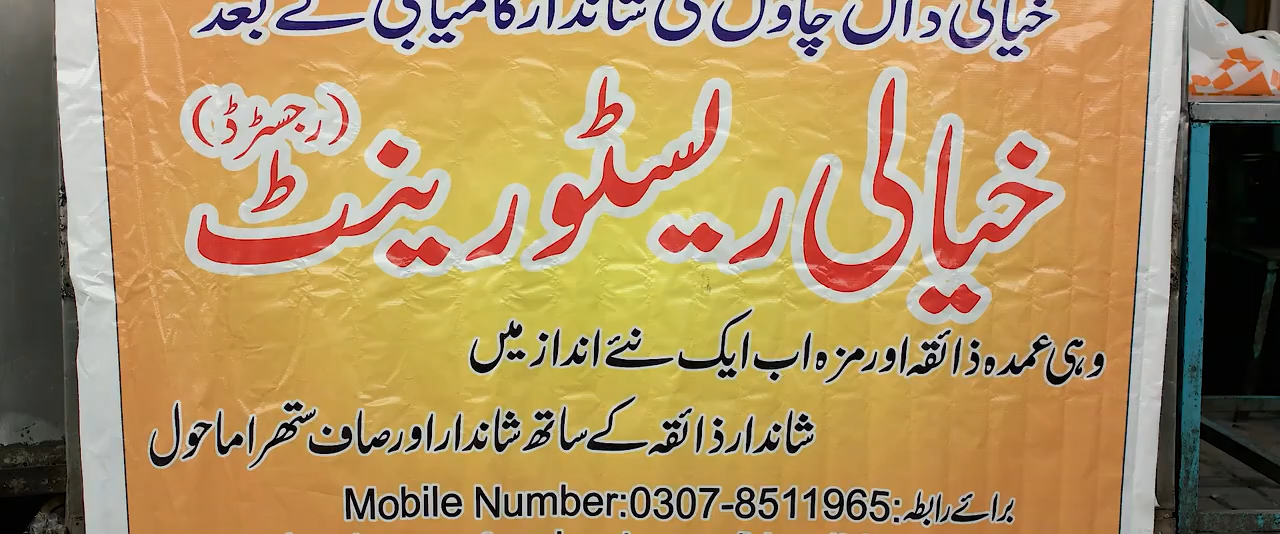 خیالی دال چاول کی شاندار کامیابی کے بعد
خیالی ریسٹورینٹ (رجسٹرڈ)
وہی عمدہ ذائقہ اور مزہ اب ایک نئے انداز میں
شاندار ذائقہ کے ساتھ شاندار اور صاف ستھرا ماحول
برائے رابطہ: Mobile Number:0307-8511965